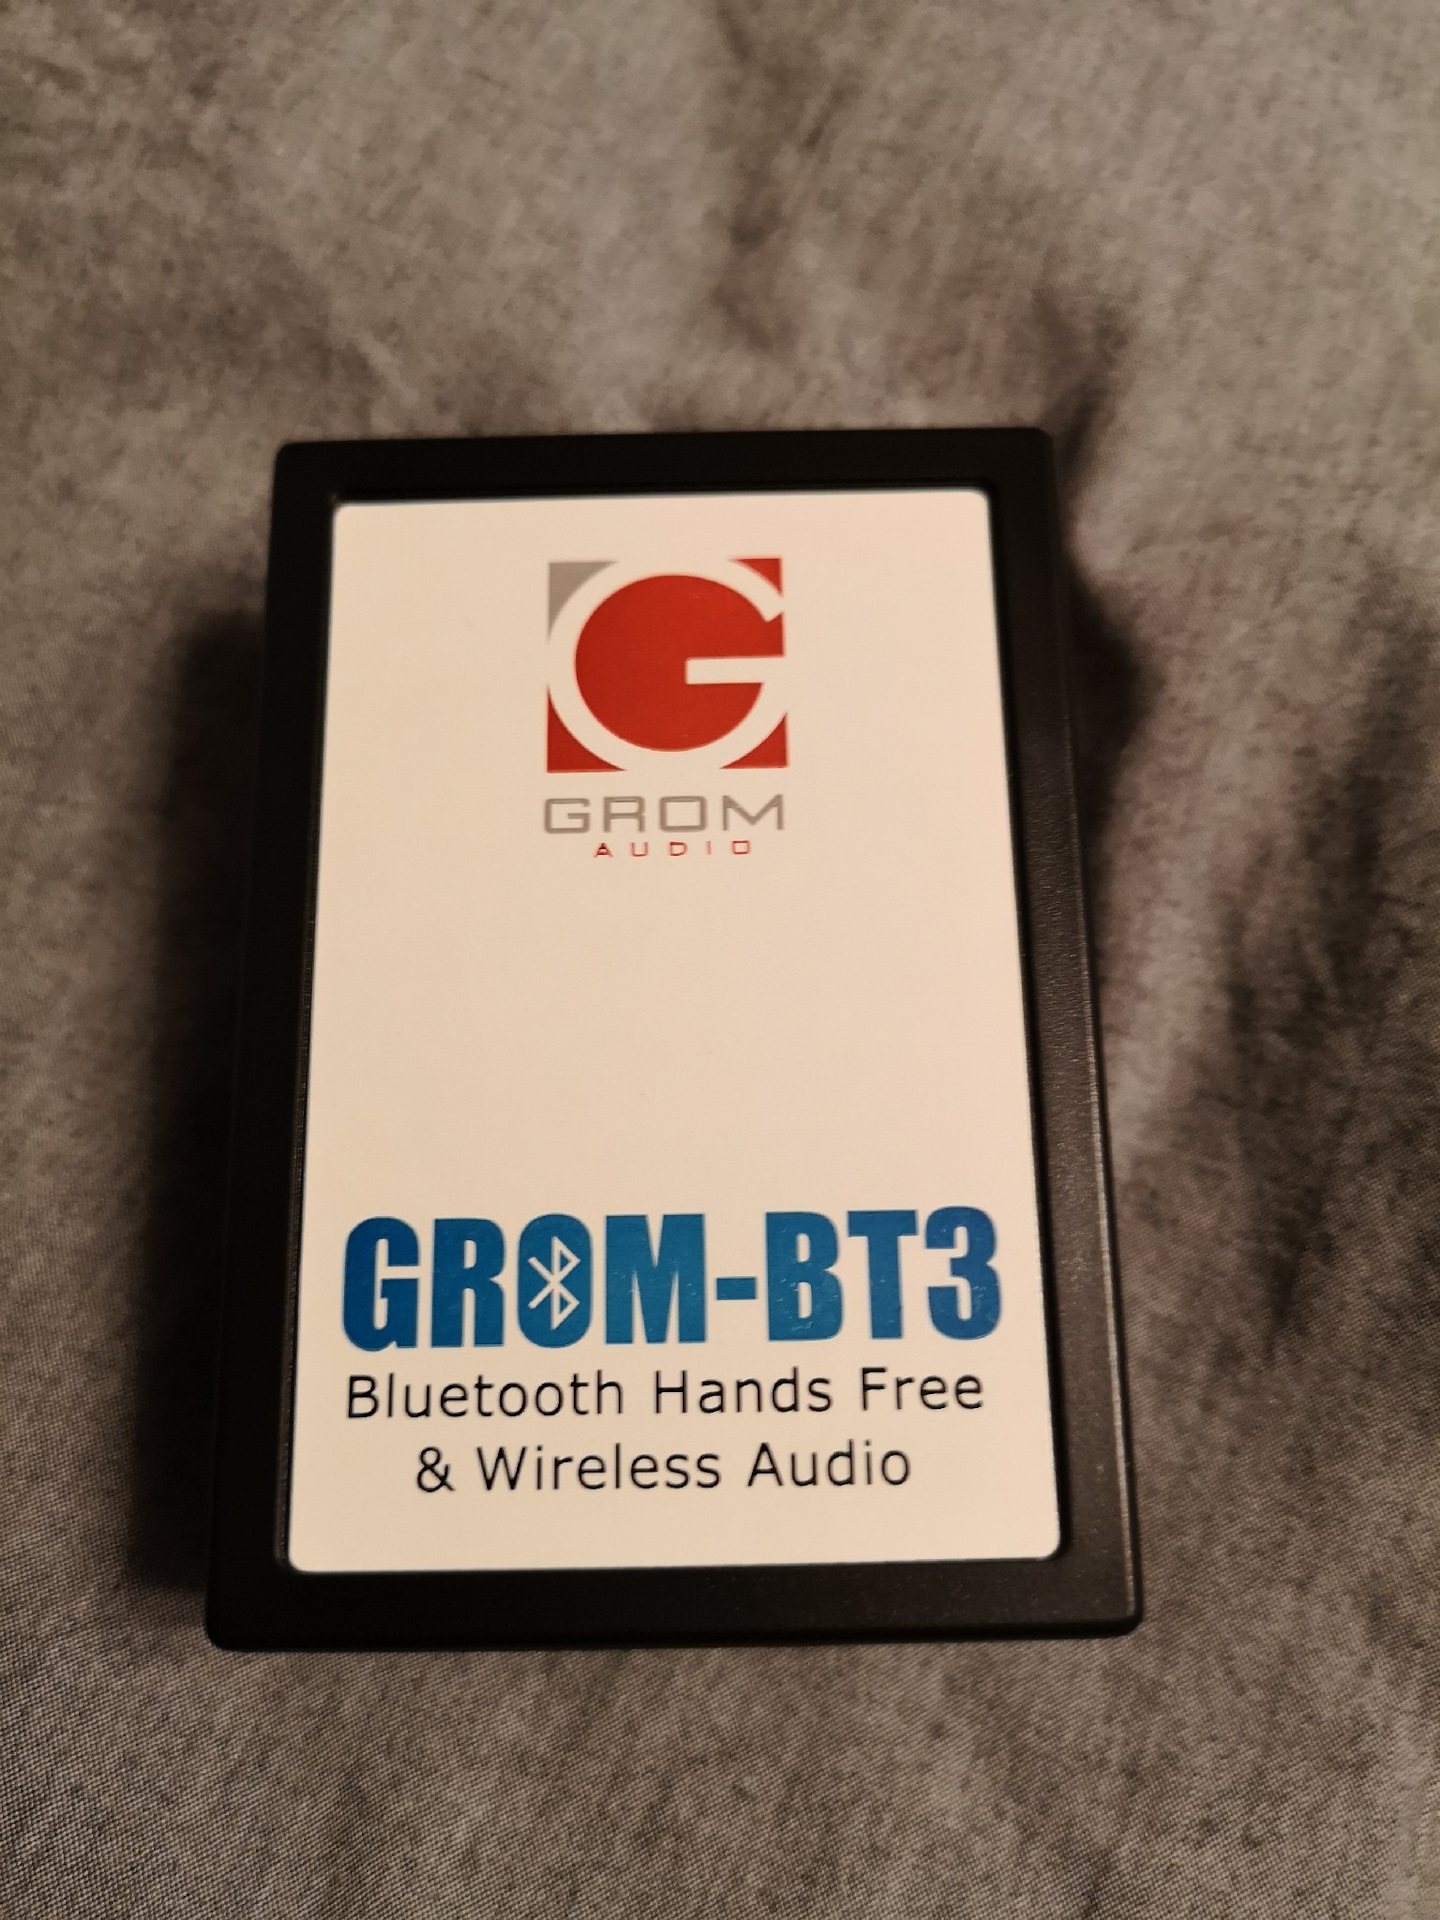 G
GROM
AUDIO
GROM-BT3
Bluetooth Hands Free
& Wireless Audio